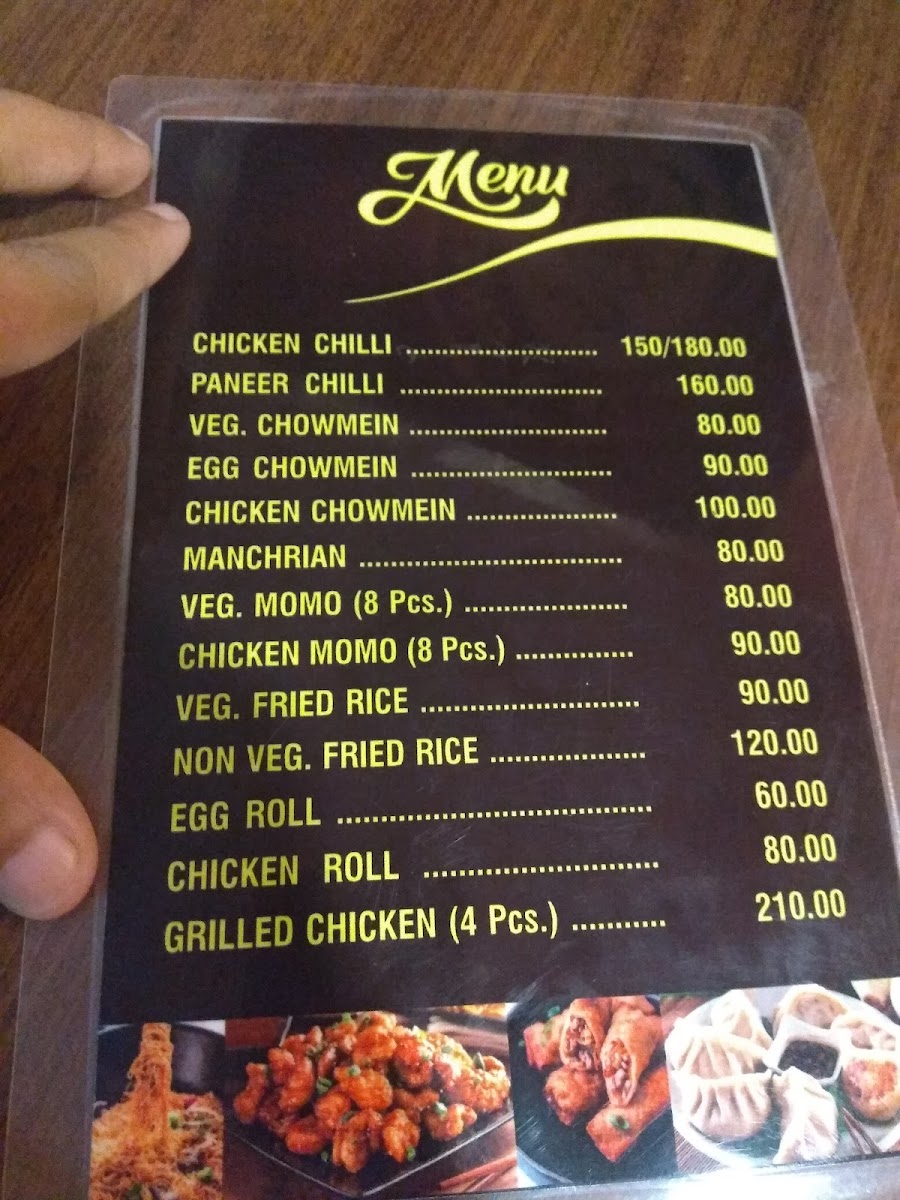 Menu
CHICKEN CHILLI .......................... 150/180.00
PANEER CHILLI ............................ 160.00
VEG. CHOWMEIN ........................... 80.00
EGG CHOWMEIN ........................... 90.00
CHICKEN CHOWMEIN .................... 100.00
MANCHRIAN ................................... 80.00
VEG. MOMO (8 Pcs.) ..................... 80.00
CHICKEN MOMO (8 Pcs.) ............... 90.00
VEG. FRIED RICE ........................... 90.00
NON VEG. FRIED RICE ................... 120.00
EGG ROLL ..................................... 60.00
CHICKEN ROLL ........................... 80.00
GRILLED CHICKEN (4 Pcs.) ........... 210.00